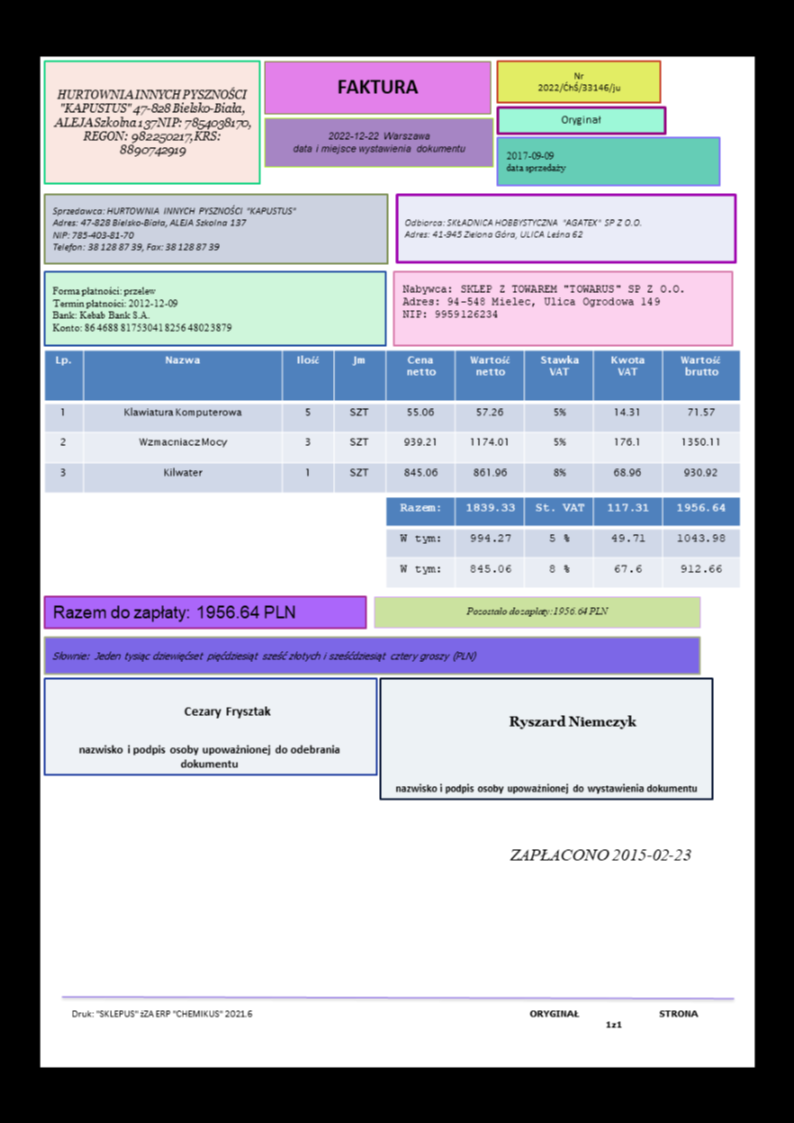 HURTOWNIA INNYCH PYSZNOŚCI
"KAPUSTUS" 47-828 Bielsko-Biała,
ALEJA Szkolna 137NIP: 7854038170,
REGON: 982250217,KRS:
8890742919
FAKTURA
2022-12-22 Warszawa
data i miejsce wystawienia dokumentu
Nr
2022/ĆhŚ/33146/ju
Oryginał
2017-09-09
data sprzedaży
Sprzedawca: HURTOWNIA INNYCH PYSZNOŚCI "KAPUSTUS"
Adres: 47-828 Bielsko-Biała, ALEJA Szkolna 137
NIP: 785-403-81-70
Telefon: 38 128 87 39, Fax: 38 128 87 39
Odbiorca: SKŁADNICA HOBBYSTYCZNA "AGATEX" SP Z O.O.
Adres: 41-945 Zielona Góra, ULICA Leśna 62
Forma płatności: przelew
Termin płatności: 2012-12-09
Bank: Kebab Bank S.A.
Konto: 86 4688 8175 3041 8256 4802 3879
Nabywca: SKLEP Z TOWAREM "TOWARUS" SP Z O.O.
Adres: 94-548 Mielec, Ulica Ogrodowa 149
NIP: 9959126234
Lp. Nazwa Ilość Jm Cena netto Wartość netto Stawka VAT Kwota VAT Wartość brutto
1 Klawiatura Komputerowa 5 SZT 55.06 57.26 5% 14.31 71.57
2 Wzmacniacz Mocy 3 SZT 939.21 1174.01 5% 176.1 1350.11
3 Kilwater 1 SZT 845.06 861.96 8% 68.96 930.92
Razem: 1839.33 St. VAT 117.31 1956.64
W tym: 994.27 5 % 49.71 1043.98
W tym: 845.06 8 % 67.6 912.66
Razem do zapłaty: 1956.64 PLN
Pozostało do zapłaty: 1956.64 PLN
Słownie: Jeden tysiąc dziewięćset pięćdziesiąt sześć złotych i sześćdziesiąt cztery groszy (PLN)
Cezary Frysztak
nazwisko i podpis osoby upoważnionej do odebrania
dokumentu
Ryszard Niemczyk
nazwisko i podpis osoby upoważnionej do wystawienia dokumentu
ZAPŁACONO 2015-02-23
Druk: "SKLEPUS" żZA ERP "CHEMIKUS" 2021.6
ORYGINAŁ STRONA
1z1